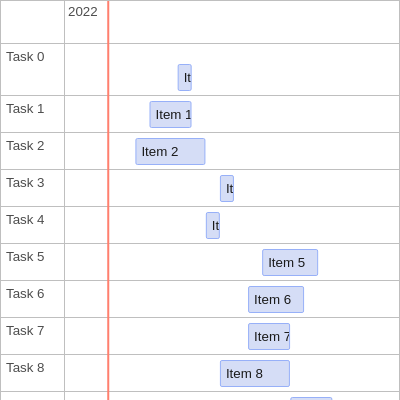 2022
Task 0
It
Task 1
Item 1
Task 2
Item 2
Task 3
It
Task 4
It
Task 5
Item 5
Task 6
Item 6
Task 7
Item 7
Task 8
Item 8